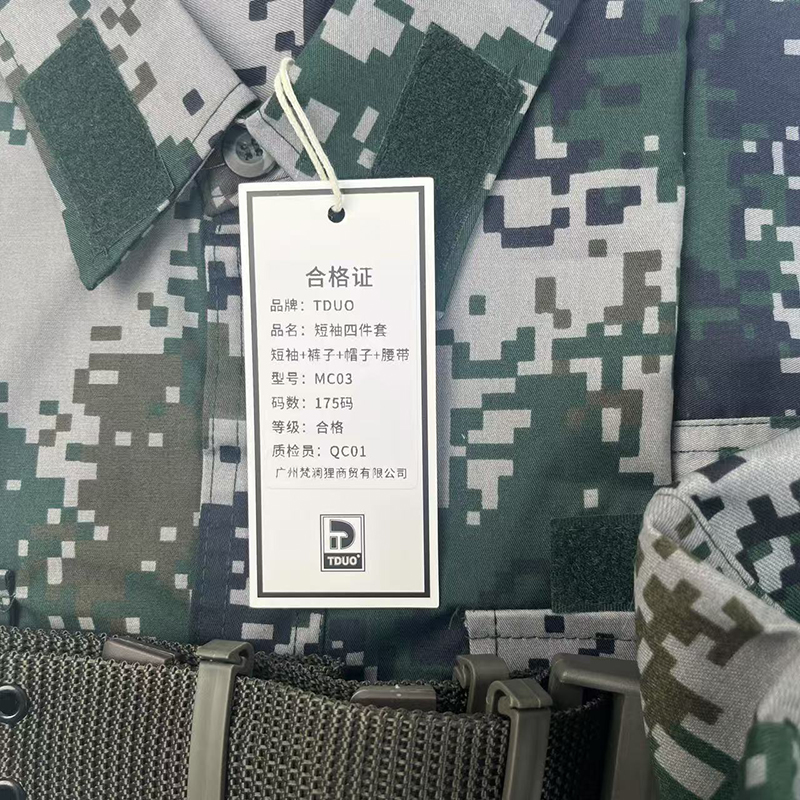 合格证
品牌：TDUO
品名：短袖四件套
短袖+裤子+帽子+腰带
型号：MC03
码数：175码
等级：合格
质检员：QC01
广州梵澜狸商贸有限公司
TDUO